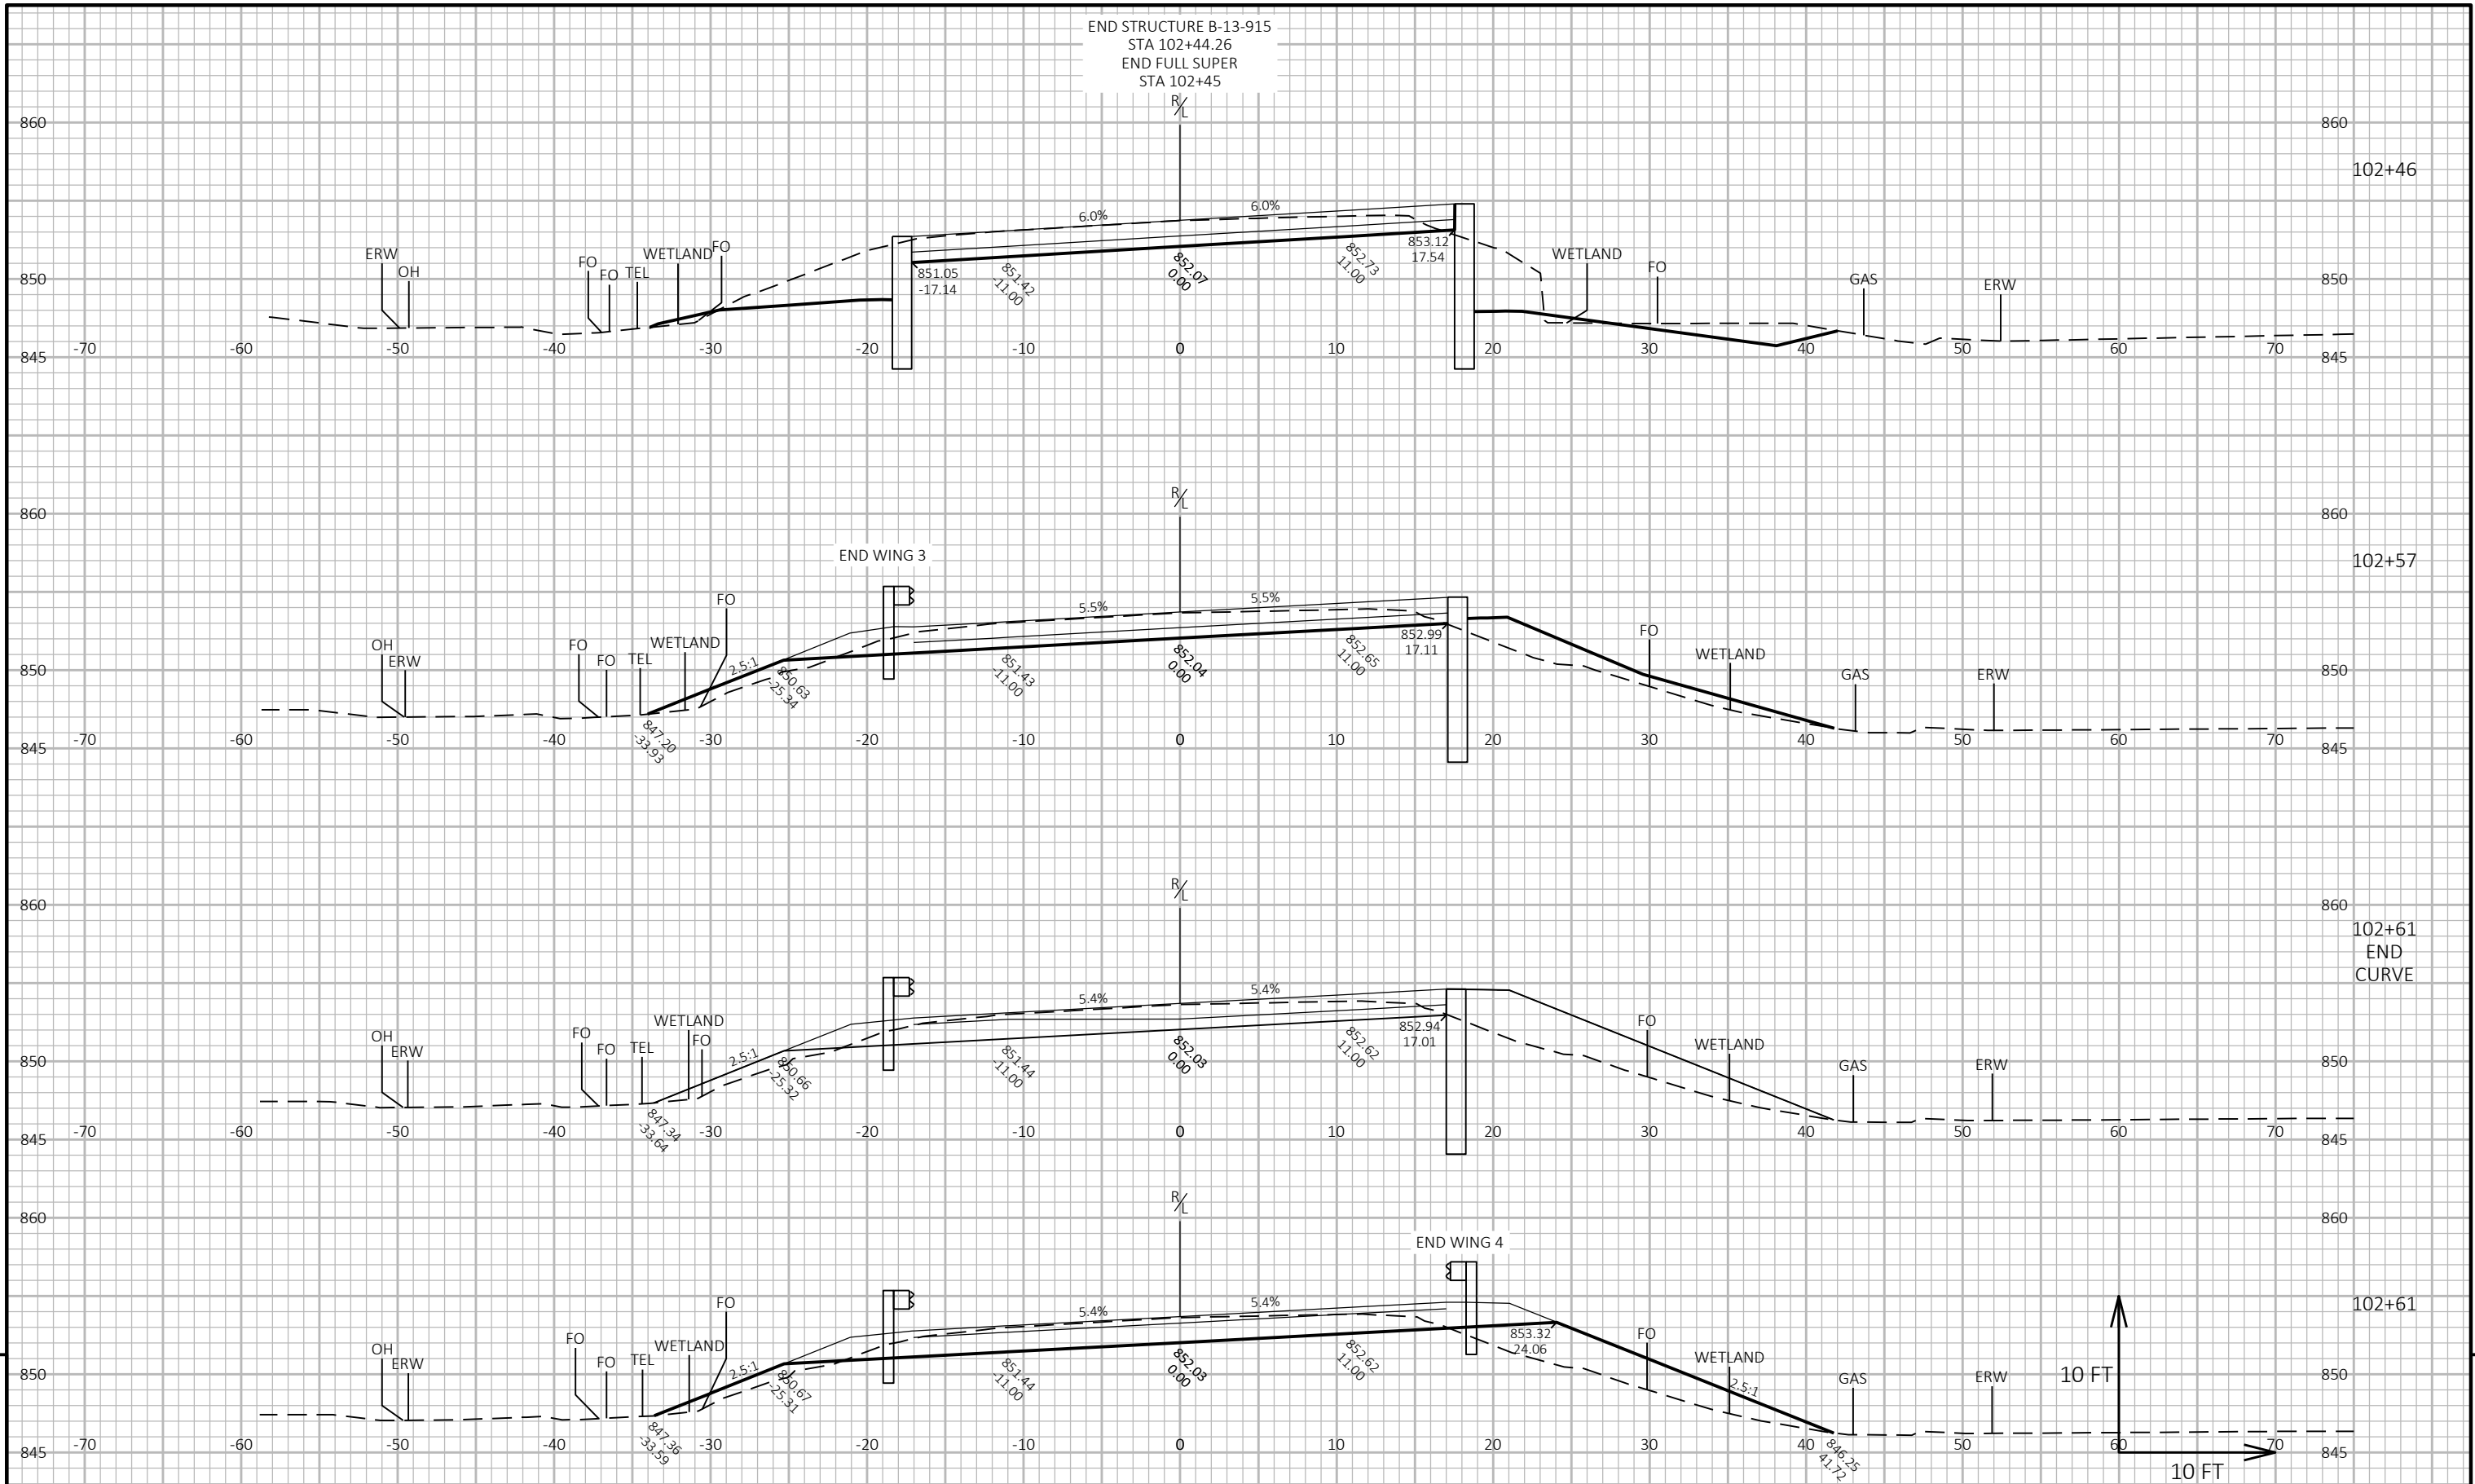 END STRUCTURE B-13-915
STA 102+44.26
END FULL SUPER
STA 102+45
R/L
860
860
102+46
6.0%
6.0%
ERW
OH
FO
FO
TEL
WETLAND
FO
WETLAND
FO
GAS
ERW
850
850
851.05
-17.14
851.42
-11.00
852.07
0.00
852.73
11.00
853.12
17.54
845
-70
-60
-50
-40
-30
-20
-10
0
10
20
30
40
50
60
70
845
R/L
860
860
END WING 3
102+57
5.5%
5.5%
OH
ERW
FO
FO
TEL
WETLAND
FO
FO
WETLAND
GAS
ERW
850
850
2.5:1
850.63
-25.34
851.43
-11.00
852.04
0.00
852.65
11.00
852.99
17.11
847.20
-33.93
845
-70
-60
-50
-40
-30
-20
-10
0
10
20
30
40
50
60
70
845
R/L
860
860
102+61
END
CURVE
5.4%
5.4%
OH
ERW
FO
FO
TEL
WETLAND
FO
FO
WETLAND
GAS
ERW
850
850
2.5:1
850.66
-25.32
851.44
-11.00
852.03
0.00
852.62
11.00
852.94
17.01
847.34
-33.64
845
-70
-60
-50
-40
-30
-20
-10
0
10
20
30
40
50
60
70
845
R/L
860
860
END WING 4
102+61
5.4%
5.4%
OH
ERW
FO
FO
TEL
WETLAND
FO
FO
WETLAND
GAS
ERW
850
850
2.5:1
850.67
-25.31
851.44
-11.00
852.03
0.00
852.62
11.00
853.32
24.06
2.5:1
10 FT
847.36
-33.59
846.25
41.72
845
-70
-60
-50
-40
-30
-20
-10
0
10
20
30
40
50
60
70
845
10 FT